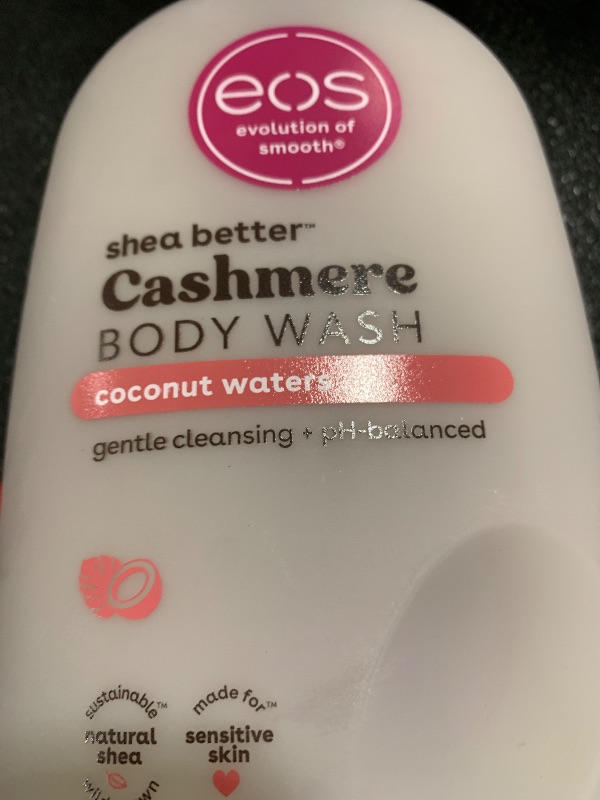 eos
evolution of
smooth®
shea better™
Cashmere
BODY WASH
coconut waters
gentle cleansing + pH-balanced
sustainable™
natural
shea
made for™
sensitive
skin